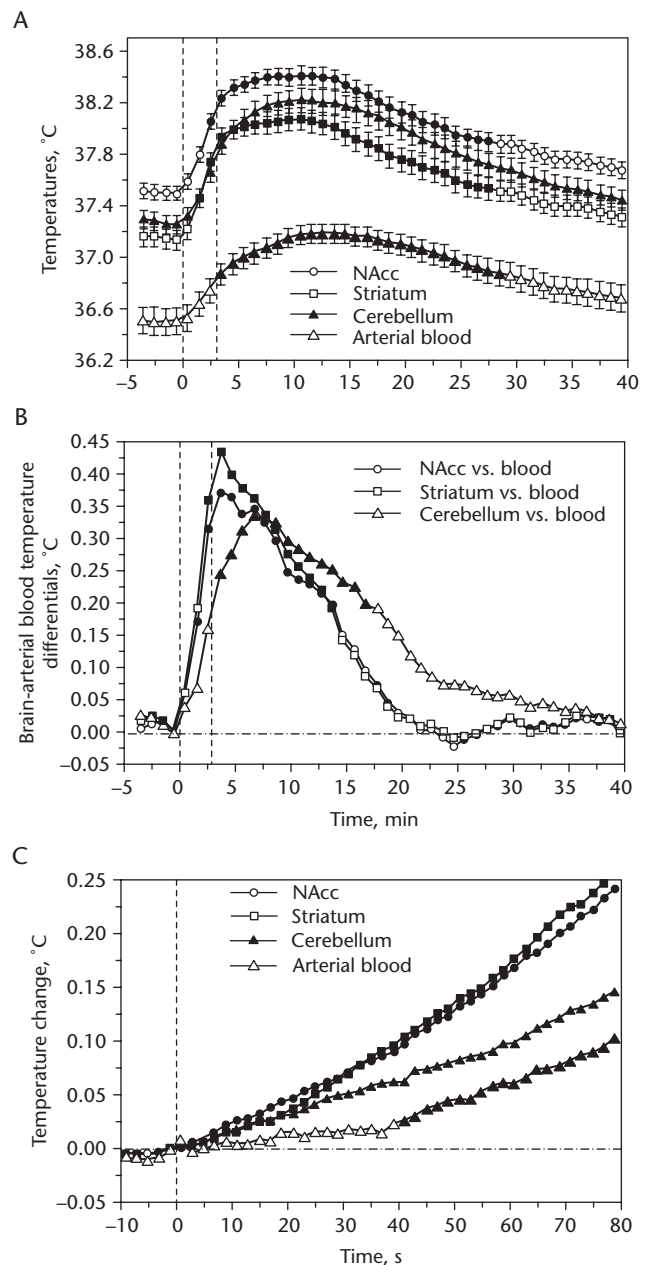 A
Temperatures, ˚C
38.6
38.2
37.8
37.4
37.0
36.6
36.2
NAcc
Striatum
Cerebellum
Arterial blood
–5 0 5 10 15 20 25 30 35 40
B
Brain-arterial blood temperature
differentials, ˚C
0.45
0.40
0.35
0.30
0.25
0.20
0.15
0.10
0.05
0.00
–0.05
NAcc vs. blood
Striatum vs. blood
Cerebellum vs. blood
–5 0 5 10 15 20 25 30 35 40
Time, min
C
Temperature change, ˚C
0.25
0.20
0.15
0.10
0.05
0.00
–0.05
NAcc
Striatum
Cerebellum
Arterial blood
–10 0 10 20 30 40 50 60 70 80
Time, s